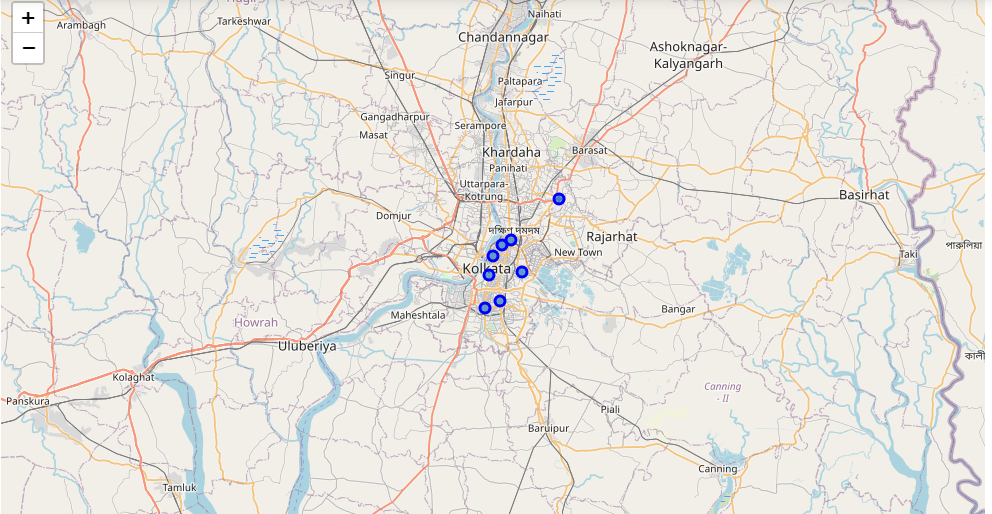 +
−
Hugli
Naihati
Arambagh
Tarkeshwar
Chandannagar
Ashoknagar-
Kalyangarh
Singur
Paltapara
Jafarpur
Gangadharpur
Masat
Serampore
Khardaha
Barasat
Panihati
Uttarpara-
Kotrung
Basirhat
Domjur
দক্ষিণ দমদম
Rajarhat
পারুলিয়া
New Town
Taki
Kolkata
Maheshtala
Bangar
Howrah
Uluberiya
কালী
Kolaghat
Canning
- II
Panskura
Piali
Baruipur
Canning
Tamluk